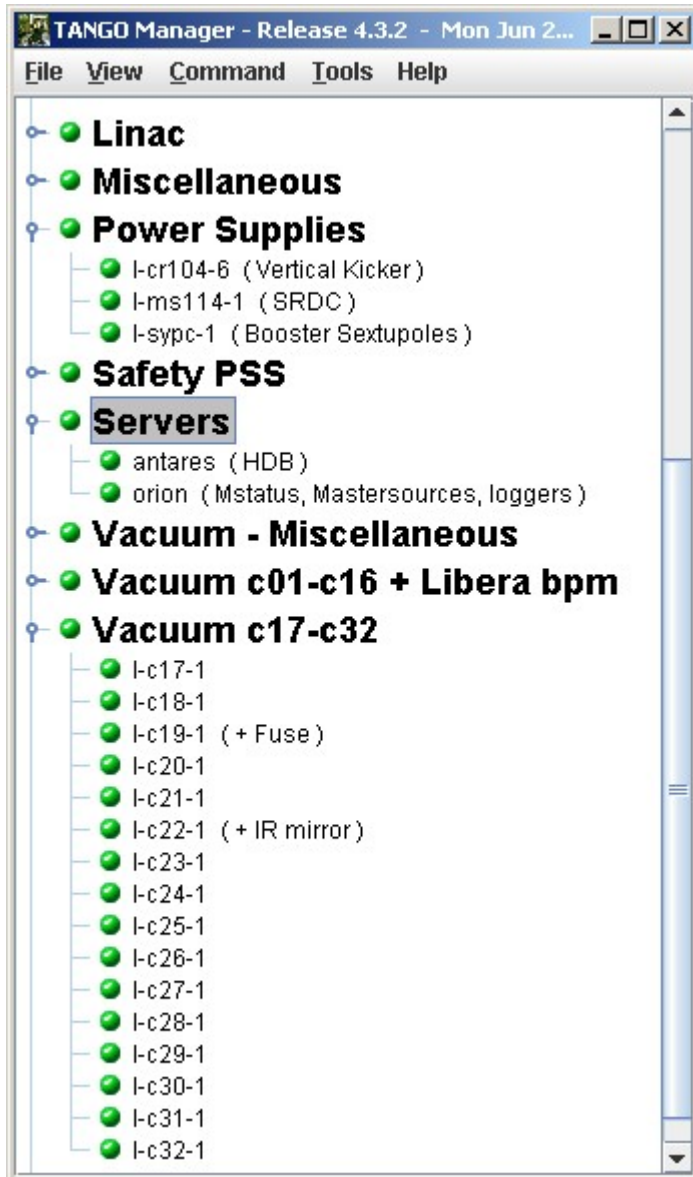 TANGO Manager - Release 4.3.2 - Mon Jun 2...
File View Command Tools Help
Linac
Miscellaneous
Power Supplies
l-cr104-6 ( Vertical Kicker )
l-ms114-1 ( SRDC )
l-sypc-1 ( Booster Sextupoles )
Safety PSS
Servers
antares ( HDB )
orion ( Mstatus, Mastersources, loggers )
Vacuum - Miscellaneous
Vacuum c01-c16 + Libera bpm
Vacuum c17-c32
l-c17-1
l-c18-1
l-c19-1 ( + Fuse )
l-c20-1
l-c21-1
l-c22-1 ( + IR mirror )
l-c23-1
l-c24-1
l-c25-1
l-c26-1
l-c27-1
l-c28-1
l-c29-1
l-c30-1
l-c31-1
l-c32-1